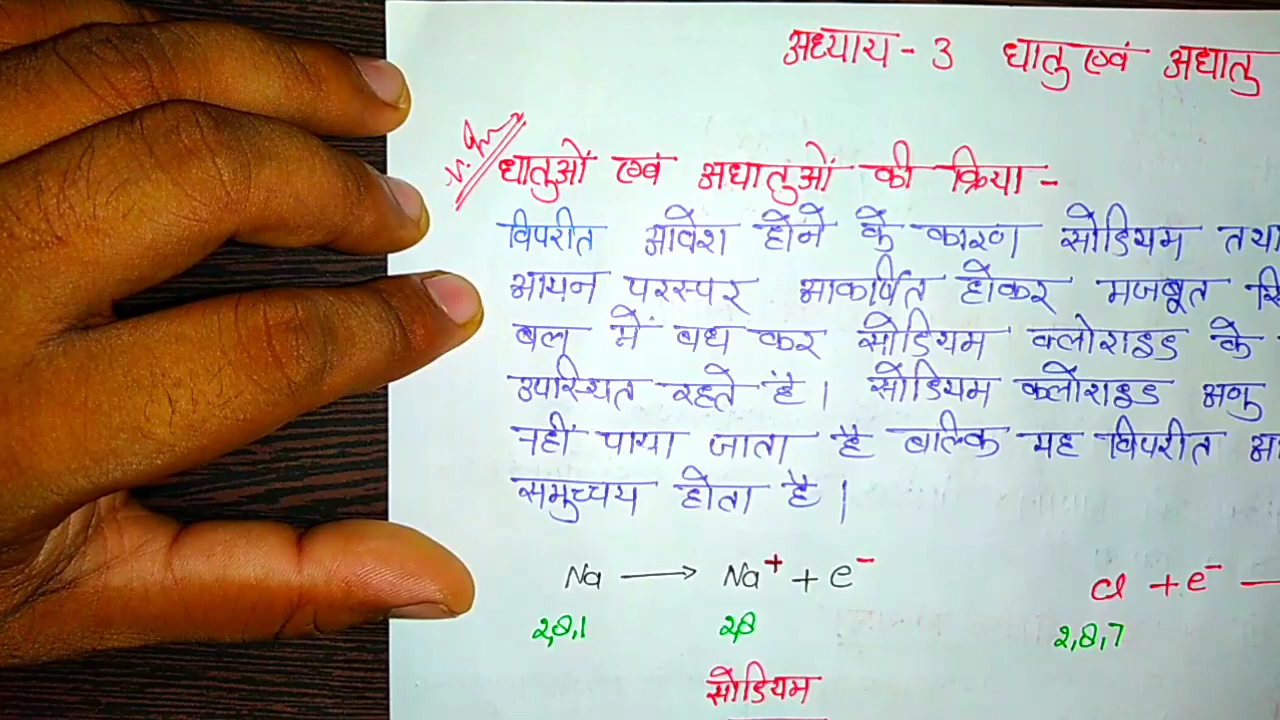 अध्याय - 3 धातु एवं अधातु
धातुओं एवं अधातुओं की क्रिया -
विपरीत आवेश होने के कारण सोडियम तथा
आयन परस्पर आकर्षित होकर मजबूत
बल में बध कर सोडियम क्लोराइड के
उपस्थित रहते है। सोडियम क्लोराइड अणु
नहीं पाया जाता है बल्कि यह विपरीत
समुच्चय होता है।
Na ⟶ Na⁺ + e⁻ Cl + e⁻ —
2,8,1 2,8 2,8,7
सोडियम